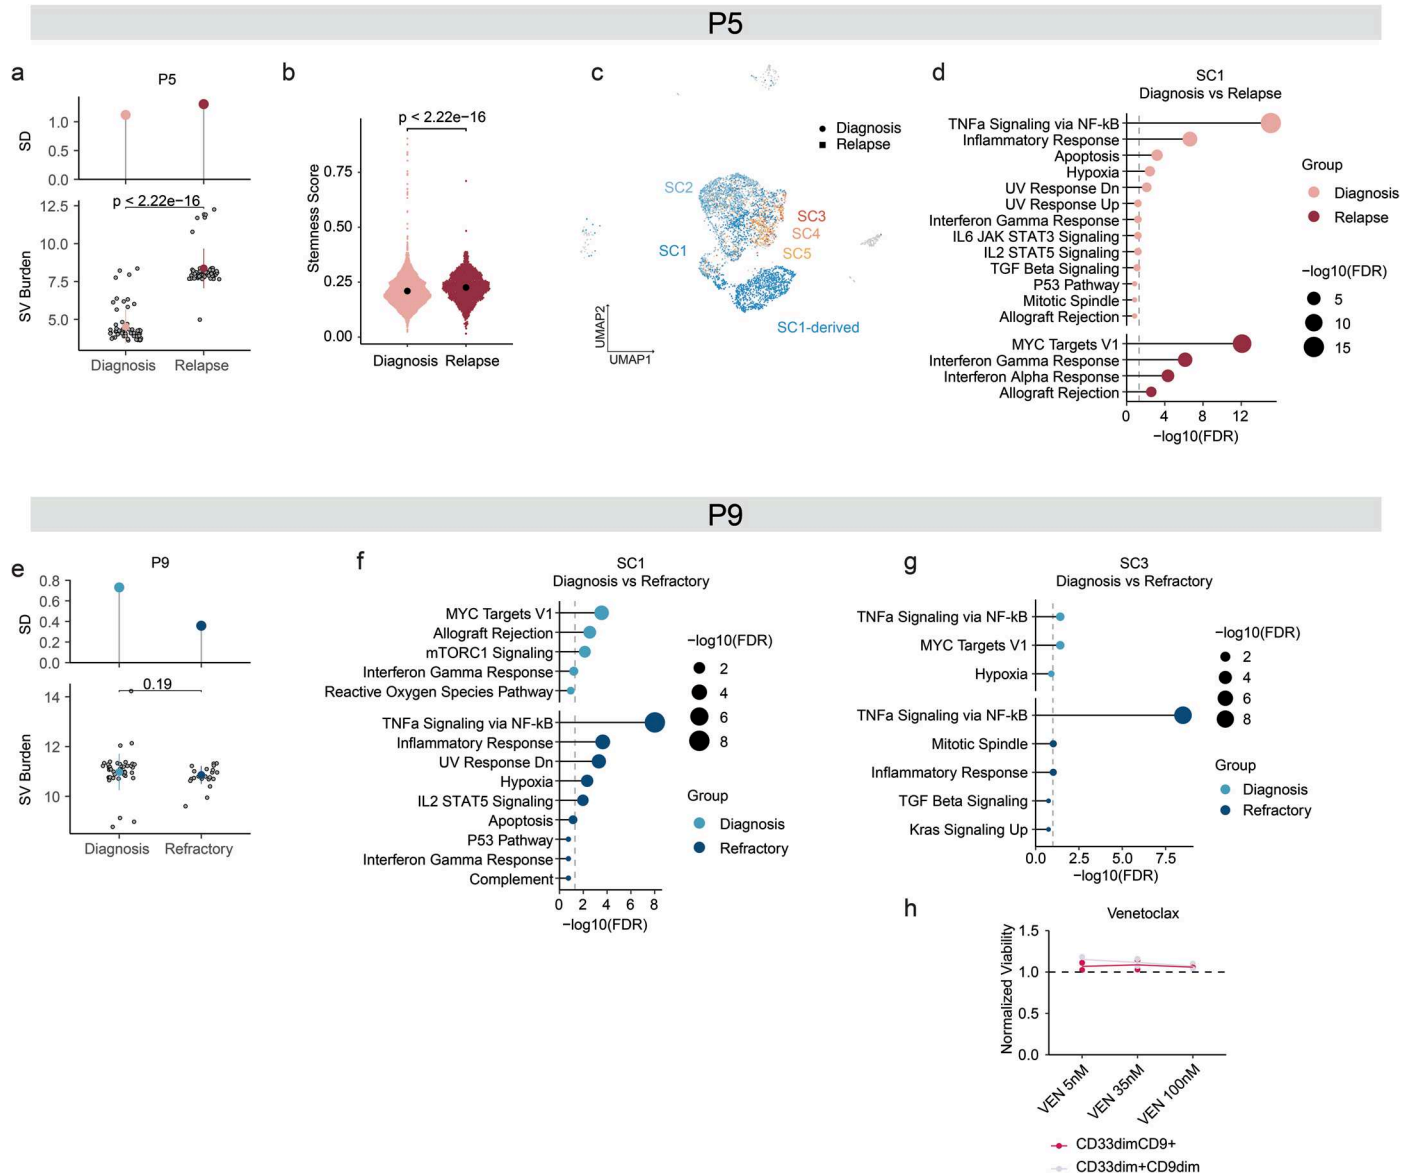 P5
a
P5
SD
1.0
0.5
0.0
p < 2.22e−16
SV Burden
12.5
10.0
7.5
5.0
Diagnosis
Relapse
b
p < 2.22e−16
Stemness Score
0.75
0.50
0.25
0.00
Diagnosis
Relapse
c
Diagnosis
Relapse
SC2
SC3
SC4
SC5
SC1
SC1-derived
UMAP2
UMAP1
d
SC1
Diagnosis vs Relapse
TNFa Signaling via NF-kB
Inflammatory Response
Apoptosis
Hypoxia
UV Response Dn
UV Response Up
Interferon Gamma Response
IL6 JAK STAT3 Signaling
IL2 STAT5 Signaling
TGF Beta Signaling
P53 Pathway
Mitotic Spindle
Allograft Rejection
MYC Targets V1
Interferon Gamma Response
Interferon Alpha Response
Allograft Rejection
0 4 8 12
−log10(FDR)
Group
Diagnosis
Relapse
−log10(FDR)
5
10
15
P9
e
P9
SD
0.8
0.6
0.4
0.2
0.0
0.19
SV Burden
14
12
10
Diagnosis
Refractory
f
SC1
Diagnosis vs Refractory
MYC Targets V1
Allograft Rejection
mTORC1 Signaling
Interferon Gamma Response
Reactive Oxygen Species Pathway
TNFa Signaling via NF-kB
Inflammatory Response
UV Response Dn
Hypoxia
IL2 STAT5 Signaling
Apoptosis
P53 Pathway
Interferon Gamma Response
Complement
0 2 4 6 8
−log10(FDR)
−log10(FDR)
2
4
6
8
Group
Diagnosis
Refractory
g
SC3
Diagnosis vs Refractory
TNFa Signaling via NF-kB
MYC Targets V1
Hypoxia
TNFa Signaling via NF-kB
Mitotic Spindle
Inflammatory Response
TGF Beta Signaling
Kras Signaling Up
0.0 2.5 5.0 7.5
−log10(FDR)
−log10(FDR)
2
4
6
8
Group
Diagnosis
Refractory
h
Venetoclax
Normalized Viability
1.5
1.0
0.5
0.0
VEN 5nM
VEN 35nM
VEN 100nM
CD33dimCD9+
CD33dim+CD9dim